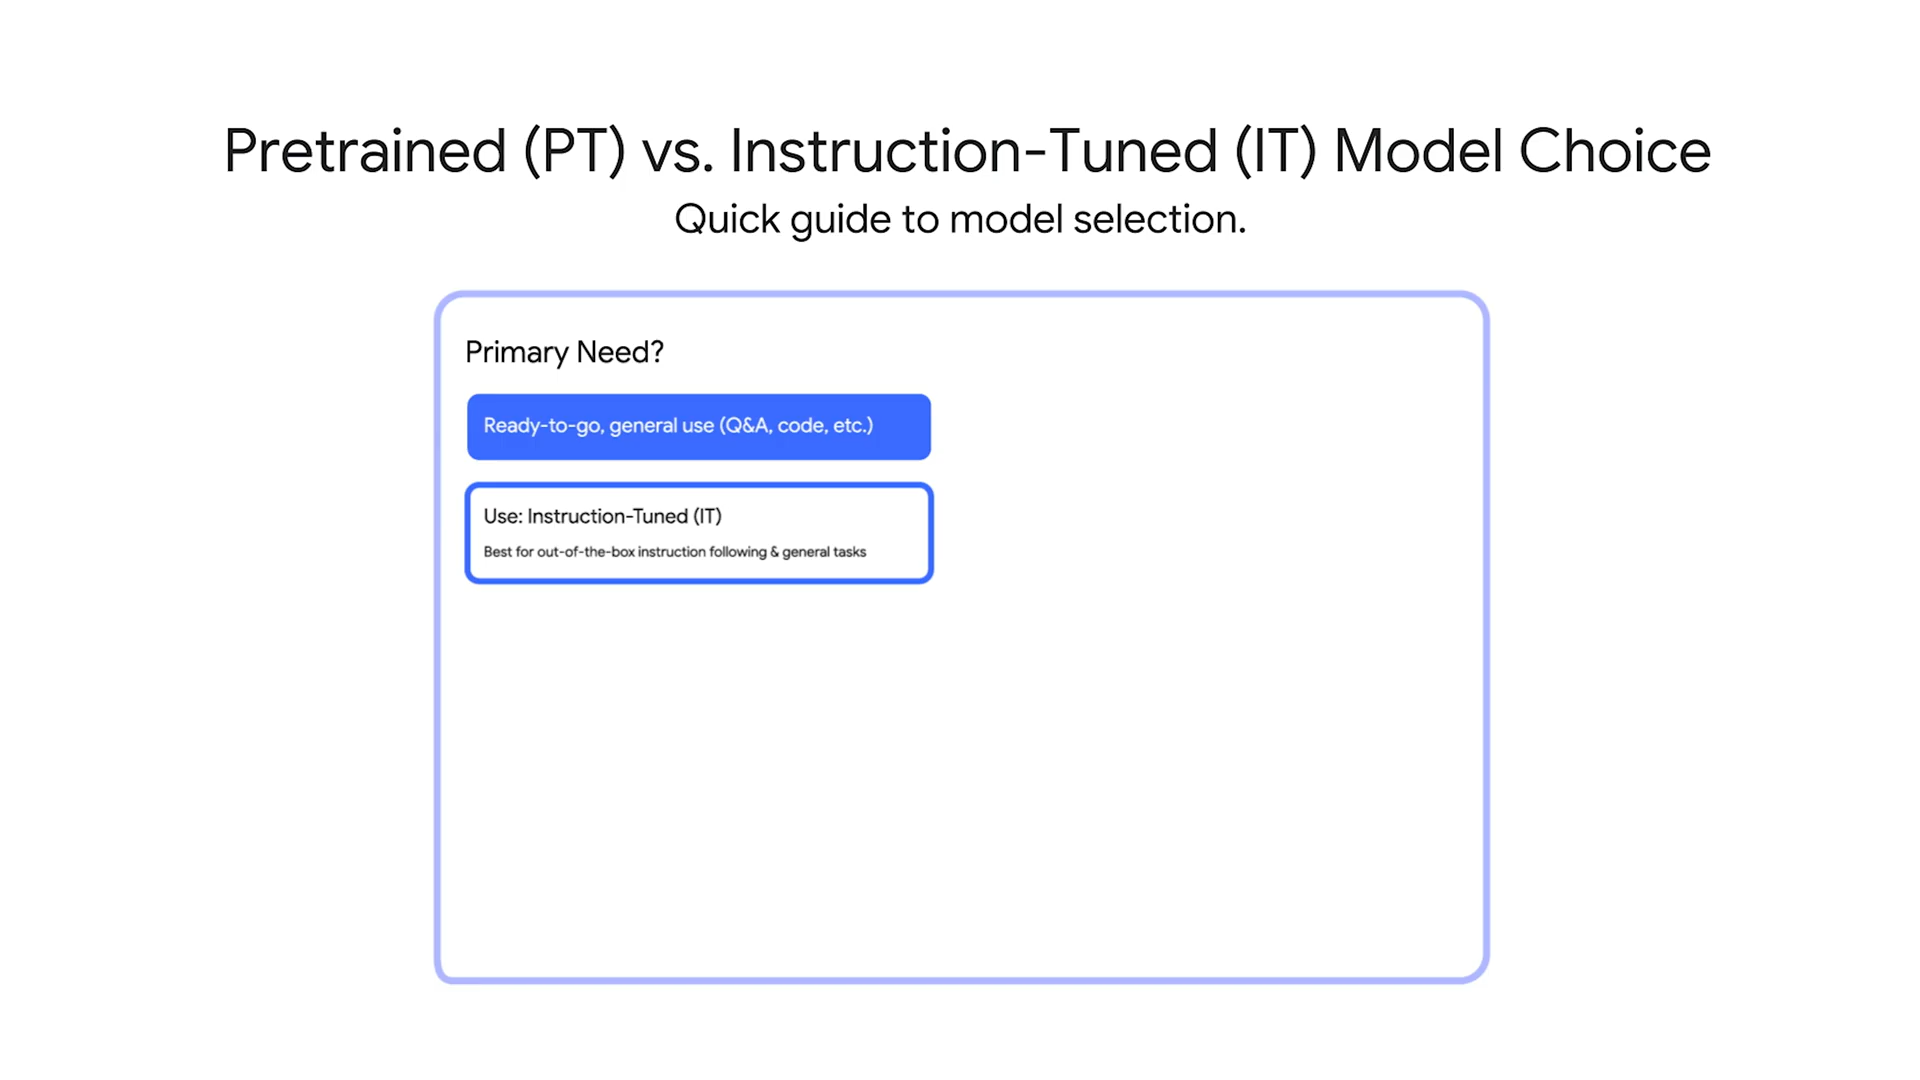 Pretrained (PT) vs. Instruction-Tuned (IT) Model Choice
Quick guide to model selection.
Primary Need?
Ready-to-go, general use (Q&A, code, etc.)
Use: Instruction-Tuned (IT)
Best for out-of-the-box instruction following & general tasks